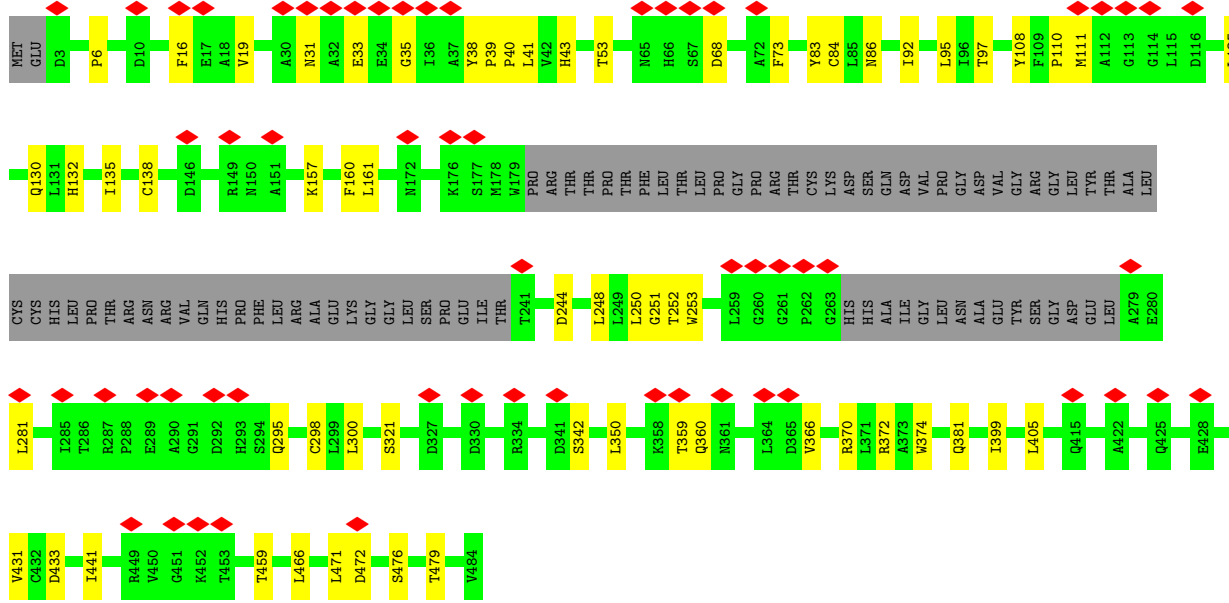 MET GLU D3 P6 D10 F16 E17 A18 V19 A30 N31 A32 E33 E34 G35 I36 A37 Y38 P39 P40 L41 V42 H43 T53 N65 H66 S67 D68 A72 F73 Y83 C84 L85 N86 I92 L95 I96 T97 Y108 F109 P110 M111 A112 G113 G114 L115 D116
Q130 L131 H132 I135 C138 D146 R149 N150 A151 K157 F160 L161 N172 K176 S177 M178 W179 PRO ARG THR THR PRO THR PHE LEU THR LEU PRO GLY PRO ARG THR CYS LYS ASP SER GLN ASP VAL PRO GLY ASP VAL GLY ARG GLY LEU TYR THR ALA LEU
CYS CYS HIS LEU PRO THR ARG ASN ARG VAL GLN HIS PRO PHE LEU ARG ALA GLU LYS GLY GLY LEU SER PRO GLU ILE THR T241 D244 L248 L249 L250 G251 T252 W253 L259 G260 G261 P262 G263 HIS HIS ALA ILE GLY LEU ASN ALA GLU TYR SER GLY ASP GLU LEU A279 E280
L281 I285 T286 R287 P288 E289 A290 G291 D292 H293 S294 Q295 C298 L299 L300 S321 D327 D330 R334 D341 S342 L350 K358 T359 Q360 N361 L364 D365 V366 R370 L371 R372 A373 W374 Q381 I399 L405 Q415 A422 Q425 E428
V431 C432 D433 I441 R449 V450 G451 K452 T453 T459 L466 L471 D472 S476 T479 V484